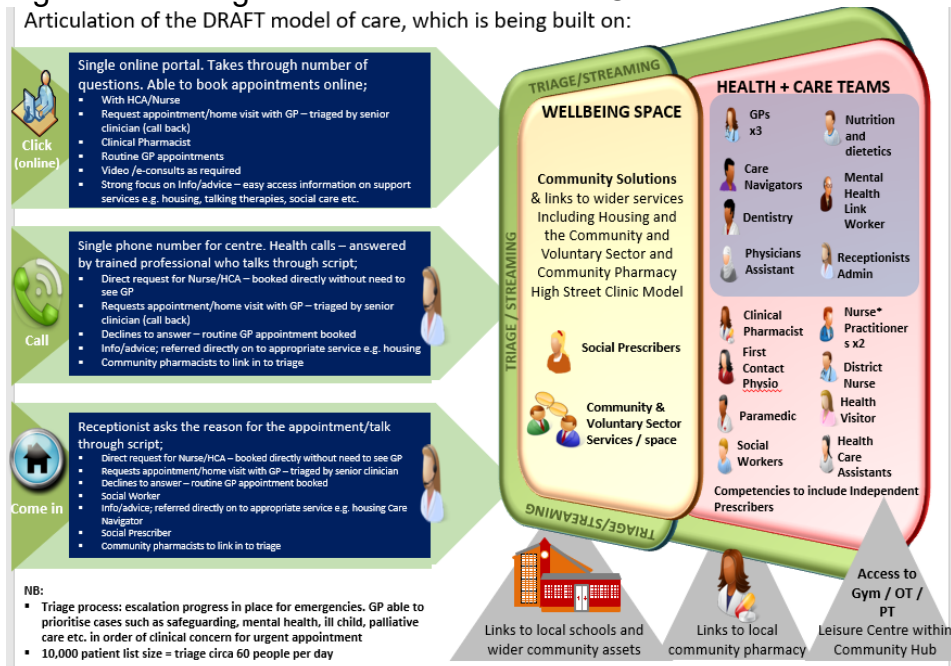 Articulation of the DRAFT model of care, which is being built on:
Click
(online)
Single online portal. Takes through number of
questions. Able to book appointments online;
▪ With HCA/Nurse
▪ Request appointment/home visit with GP – triaged by senior
clinician (call back)
▪ Clinical Pharmacist
▪ Routine GP appointments
▪ Video /e-consults as required
▪ Strong focus on Info/advice – easy access information on support
services e.g. housing, talking therapies, social care etc.
Call
Single phone number for centre. Health calls – answered
by trained professional who talks through script;
▪ Direct request for Nurse/HCA – booked directly without need to
see GP
▪ Requests appointment/home visit with GP – triaged by senior
clinician (call back)
▪ Declines to answer – routine GP appointment booked
▪ Info/advice; referred directly on to appropriate service e.g. housing
▪ Community pharmacists to link in to triage
Come in
Receptionist asks the reason for the appointment/talk
through script;
▪ Direct request for Nurse/HCA – booked directly without need to see GP
▪ Requests appointment/home visit with GP – triaged by senior clinician
▪ Declines to answer – routine GP appointment booked
▪ Social Worker
▪ Info/advice; referred directly on to appropriate service e.g. housing Care
Navigator
▪ Social Prescriber
▪ Community pharmacists to link in to triage
NB:
▪ Triage process: escalation progress in place for emergencies. GP able to
prioritise cases such as safeguarding, mental health, ill child, palliative
care etc. in order of clinical concern for urgent appointment
▪ 10,000 patient list size = triage circa 60 people per day
TRIAGE/STREAMING
TRIAGE / STREAMING
TRIAGE/STREAMING
WELLBEING SPACE
Community Solutions
& links to wider services
Including Housing and
the Community and
Voluntary Sector and
Community Pharmacy
High Street Clinic Model
Social Prescribers
Community &
Voluntary Sector
Services / space
HEALTH + CARE TEAMS
GPs
x3
Care
Navigators
Dentistry
Physicians
Assistant
Nutrition
and
dietetics
Mental
Health
Link
Worker
Receptionists
Admin
Clinical
Pharmacist
First
Contact
Physio
Paramedic
Social
Workers
Nurse*
Practitioner
s x2
District
Nurse
Health
Visitor
Health
Care
Assistants
Competencies to include Independent
Prescribers
Links to local schools and
wider community assets
Links to local
community pharmacy
Access to
Gym / OT /
PT
Leisure Centre within
Community Hub